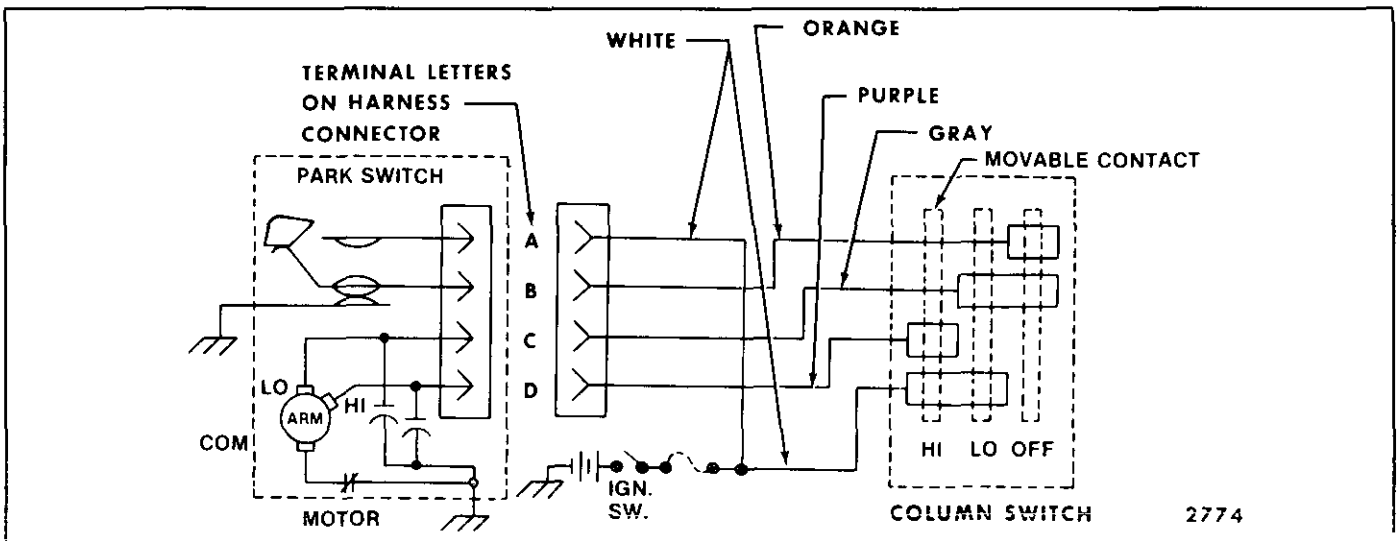 WHITE
ORANGE
TERMINAL LETTERS
ON HARNESS
CONNECTOR
PURPLE
GRAY
MOVABLE CONTACT
PARK SWITCH
A
B
C
D
LO
HI
ARM
COM
MOTOR
IGN.
SW.
HI LO OFF
COLUMN SWITCH
2774